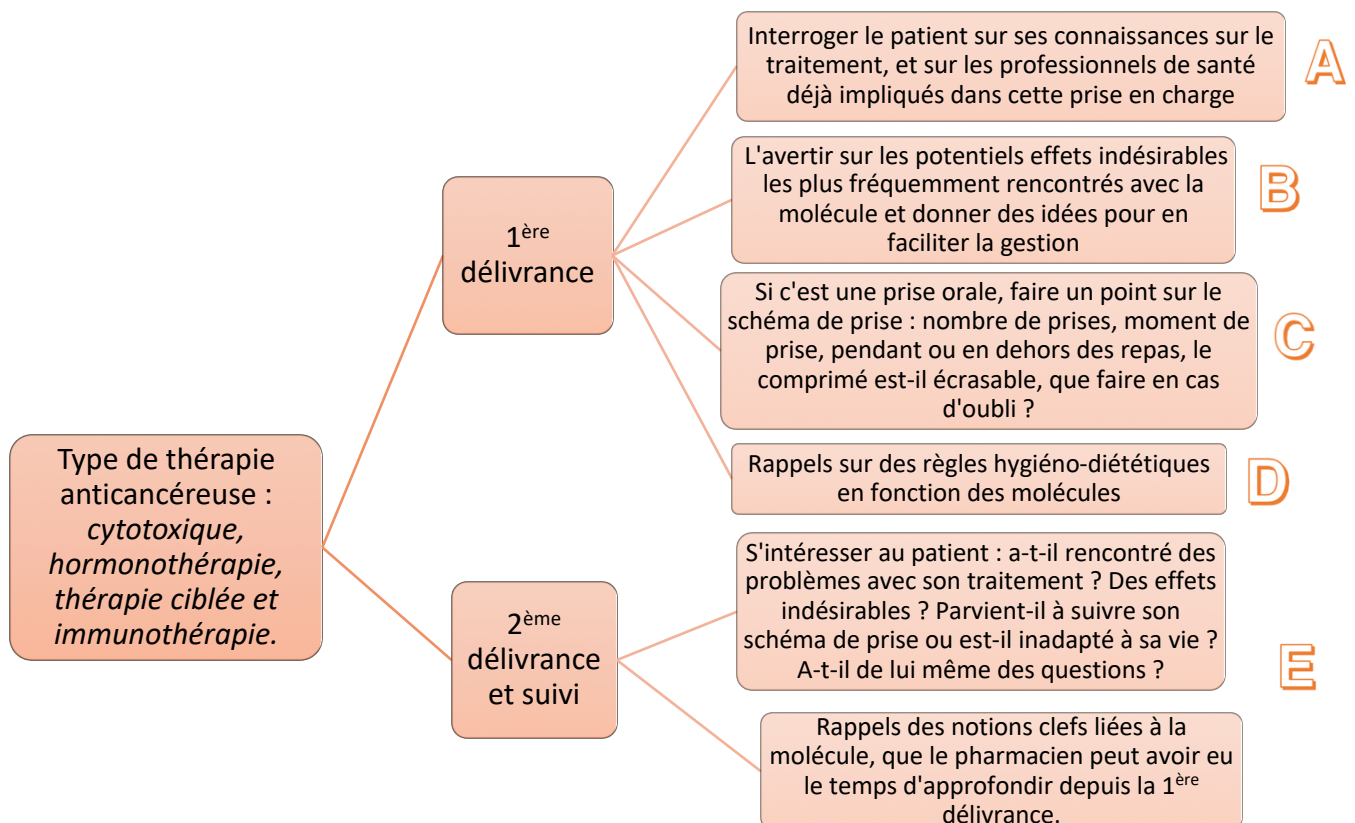 Interroger le patient sur ses connaissances sur le
traitement, et sur les professionnels de santé
déjà impliqués dans cette prise en charge
A
L'avertir sur les potentiels effets indésirables
les plus fréquemment rencontrés avec la
molécule et donner des idées pour en
faciliter la gestion
B
1ère
délivrance
Si c'est une prise orale, faire un point sur le
schéma de prise : nombre de prises, moment de
prise, pendant ou en dehors des repas, le
comprimé est-il écrasable, que faire en cas
d'oubli ?
C
Rappels sur des règles hygiéno-diététiques
en fonction des molécules
D
Type de thérapie
anticancéreuse :
cytotoxique,
hormonothérapie,
thérapie ciblée et
immunothérapie.
2ème
délivrance
et suivi
S'intéresser au patient : a-t-il rencontré des
problèmes avec son traitement ? Des effets
indésirables ? Parvient-il à suivre son
schéma de prise ou est-il inadapté à sa vie ?
A-t-il de lui même des questions ?
E
Rappels des notions clefs liées à la
molécule, que le pharmacien peut avoir eu
le temps d'approfondir depuis la 1ère
délivrance.